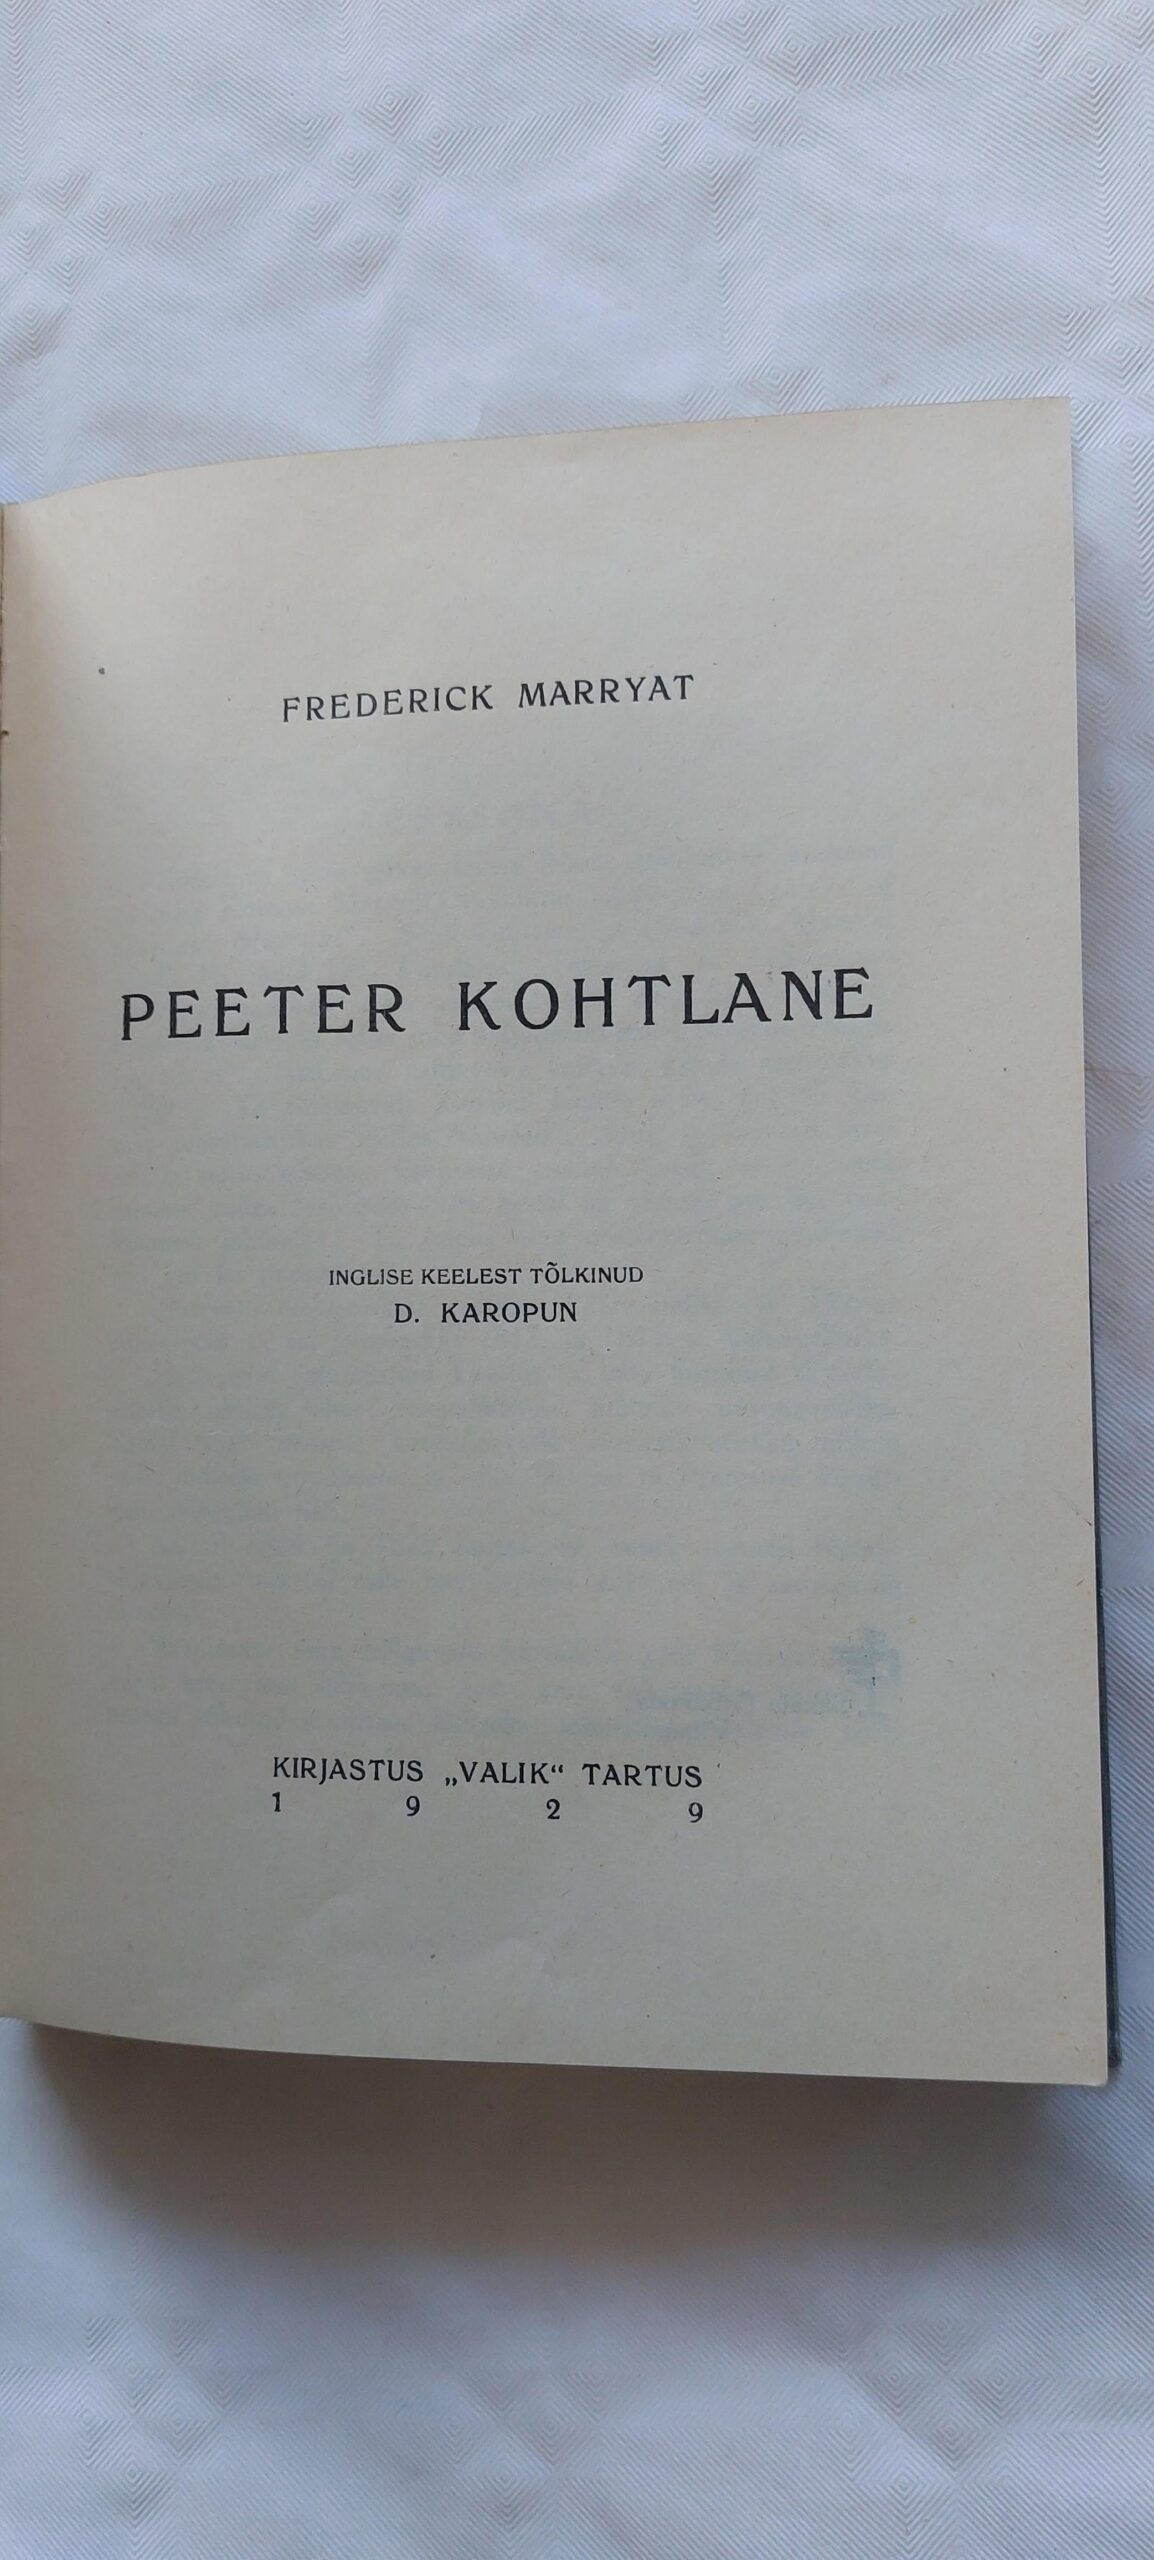 FREDERICK MARRYAT
PEETER KOHTLANE
INGLISE KEELEST TÕLKINUD
D. KAROPUN
KIRJASTUS „VALIK“ TARTUS
1 9 2 9